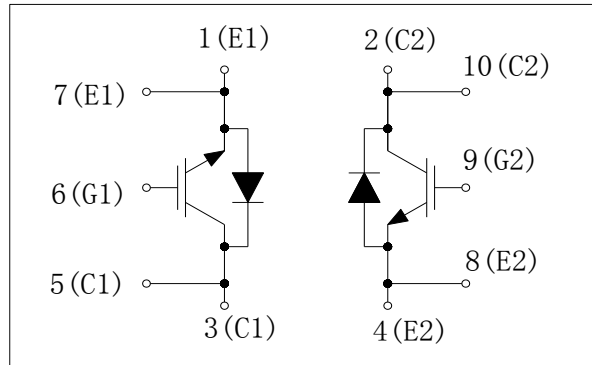 1(E1)
2(C2)
7(E1)
10(C2)
6(G1)
9(G2)
5(C1)
8(E2)
3(C1)
4(E2)